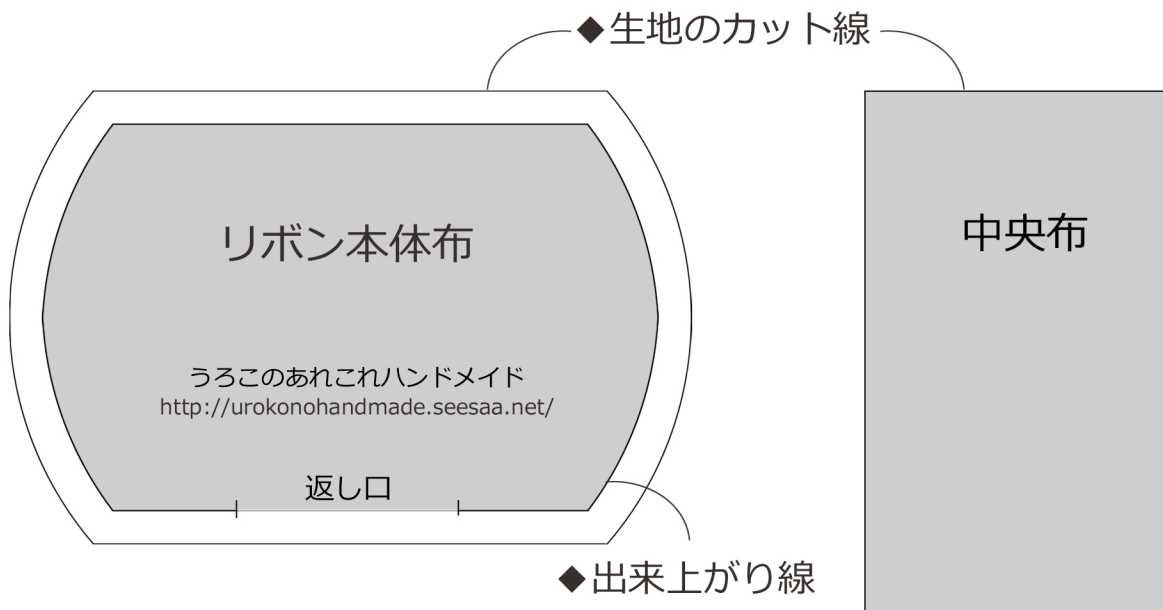 ◆生地のカット線
リボン本体布
中央布
うろこのあれこれハンドメイド
http://urokonohandmade.seesaa.net/
返し口
◆出来上がり線